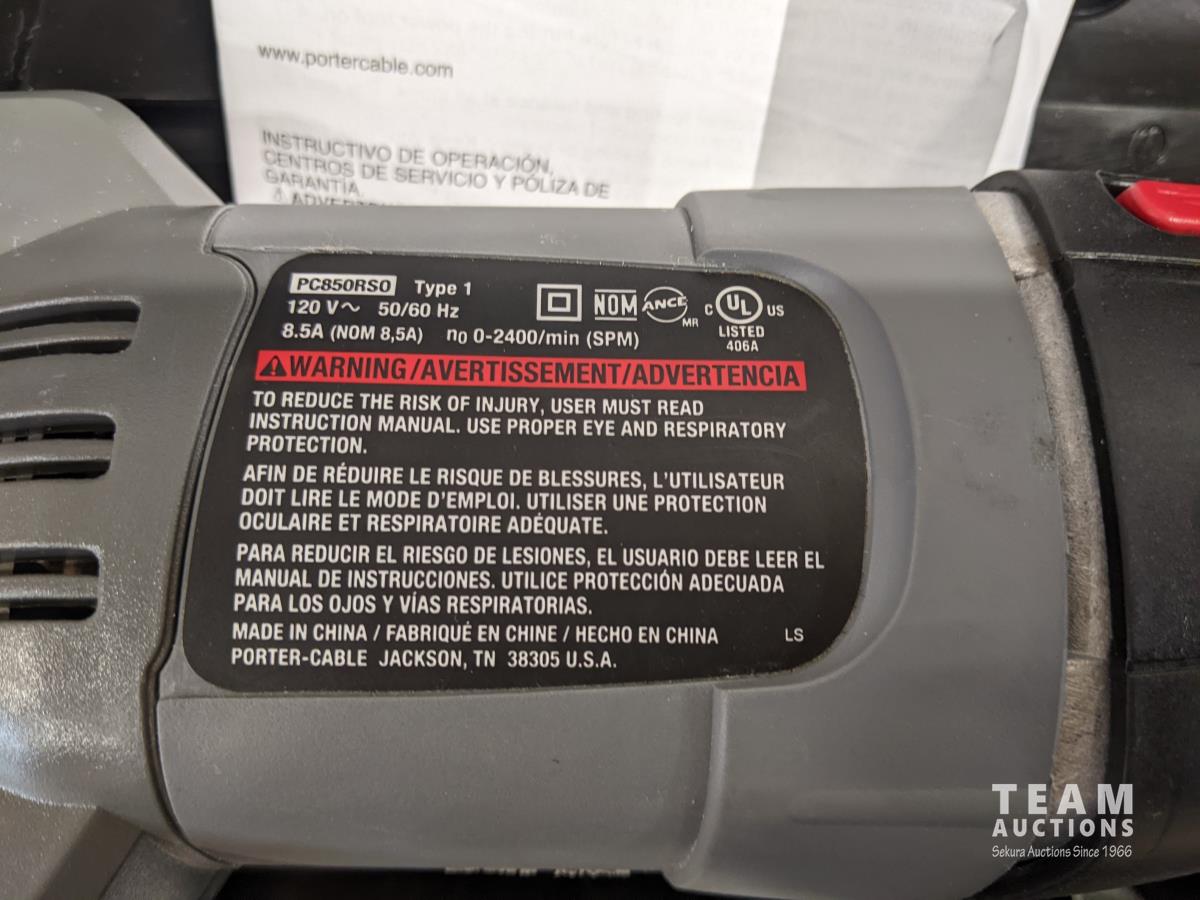 www.portercable.com
INSTRUCTIVO DE OPERACIÓN,
CENTROS DE SERVICIO Y PÓLIZA DE
GARANTÍA.
PC850RSO Type 1
120 V~ 50/60 Hz
8.5A (NOM 8,5A) n0 0-2400/min (SPM)
NOM ANCE MR
C UL US
LISTED
406A
⚠WARNING/AVERTISSEMENT/ADVERTENCIA
TO REDUCE THE RISK OF INJURY, USER MUST READ
INSTRUCTION MANUAL. USE PROPER EYE AND RESPIRATORY
PROTECTION.
AFIN DE RÉDUIRE LE RISQUE DE BLESSURES, L'UTILISATEUR
DOIT LIRE LE MODE D'EMPLOI. UTILISER UNE PROTECTION
OCULAIRE ET RESPIRATOIRE ADÉQUATE.
PARA REDUCIR EL RIESGO DE LESIONES, EL USUARIO DEBE LEER EL
MANUAL DE INSTRUCCIONES. UTILICE PROTECCIÓN ADECUADA
PARA LOS OJOS Y VÍAS RESPIRATORIAS.
MADE IN CHINA / FABRIQUÉ EN CHINE / HECHO EN CHINA LS
PORTER-CABLE JACKSON, TN 38305 U.S.A.
TEAM
AUCTIONS
Sekura Auctions Since 1966